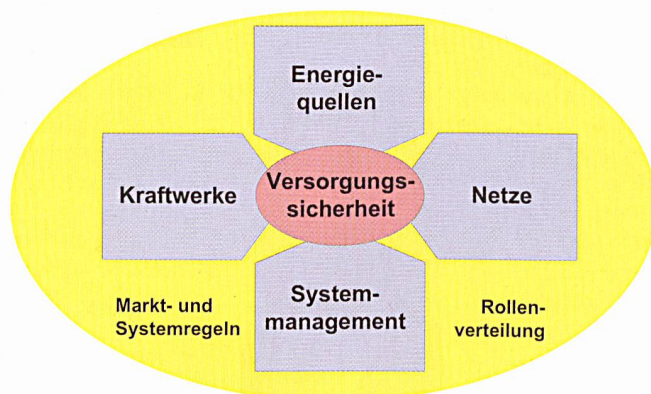 Energie-
quellen
Kraftwerke
Versorgungs-
sicherheit
Netze
Markt- und
Systemregeln
System-
management
Rollen-
verteilung